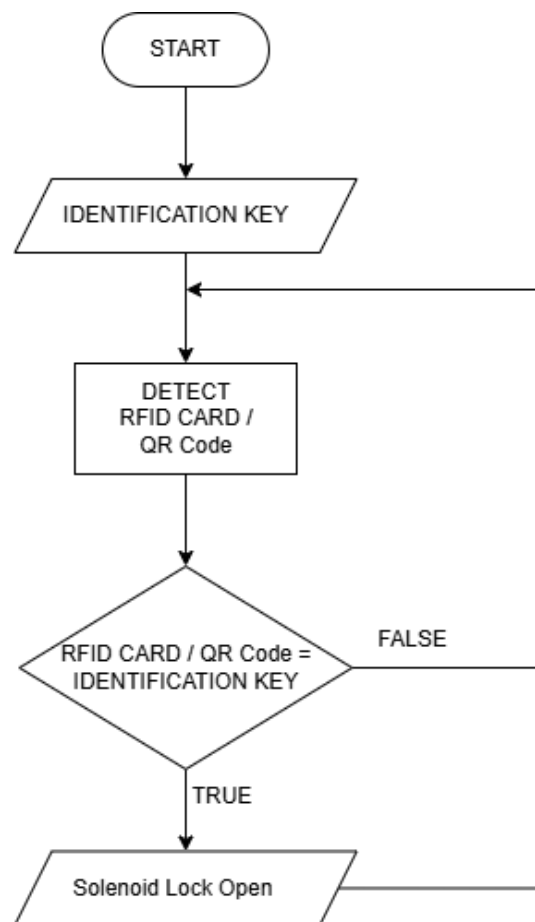 START
IDENTIFICATION KEY
DETECT
RFID CARD /
QR Code
RFID CARD / QR Code =
IDENTIFICATION KEY
FALSE
TRUE
Solenoid Lock Open